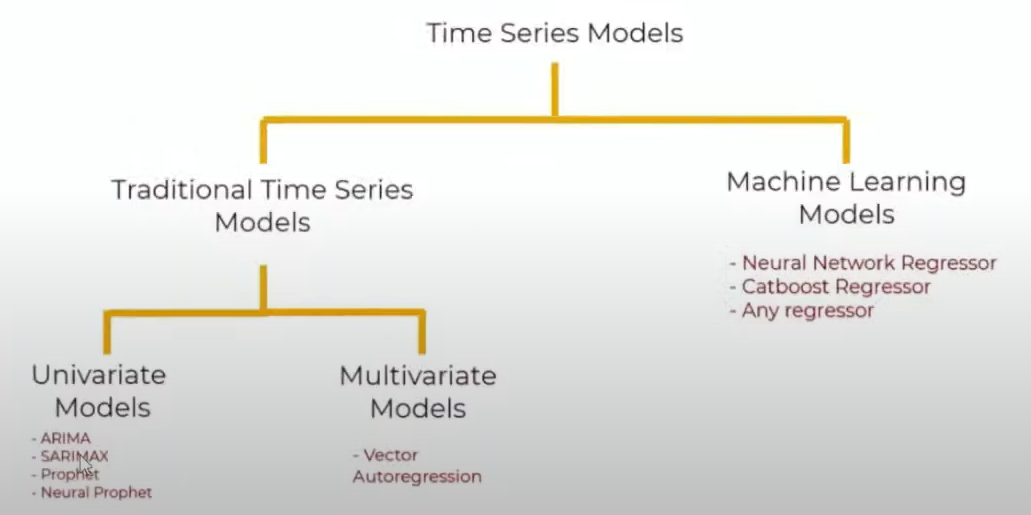 Time Series Models
Traditional Time Series
Models
Machine Learning
Models
- Neural Network Regressor
- Catboost Regressor
- Any regressor
Univariate
Models
- ARIMA
- SARIMAX
- Prophet
- Neural Prophet
Multivariate
Models
- Vector
Autoregression